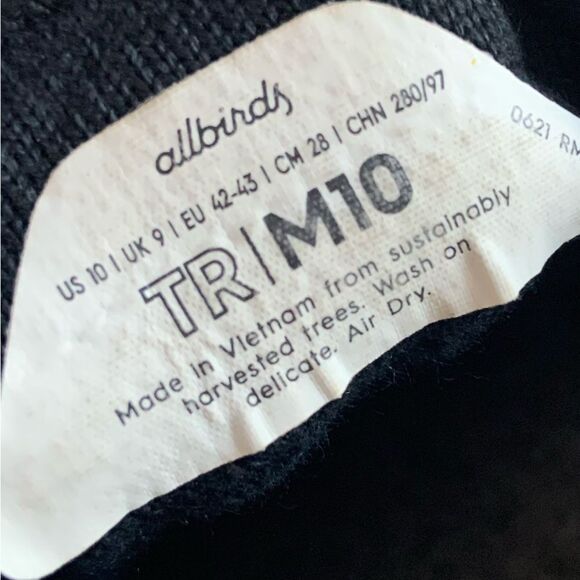 allbirds
US 10 | UK 9 | EU 42-43 | CM 28 | CHN 280/97
TR | M10
Made in Vietnam from sustainably
harvested trees. Wash on
delicate. Air Dry.
0621 RM